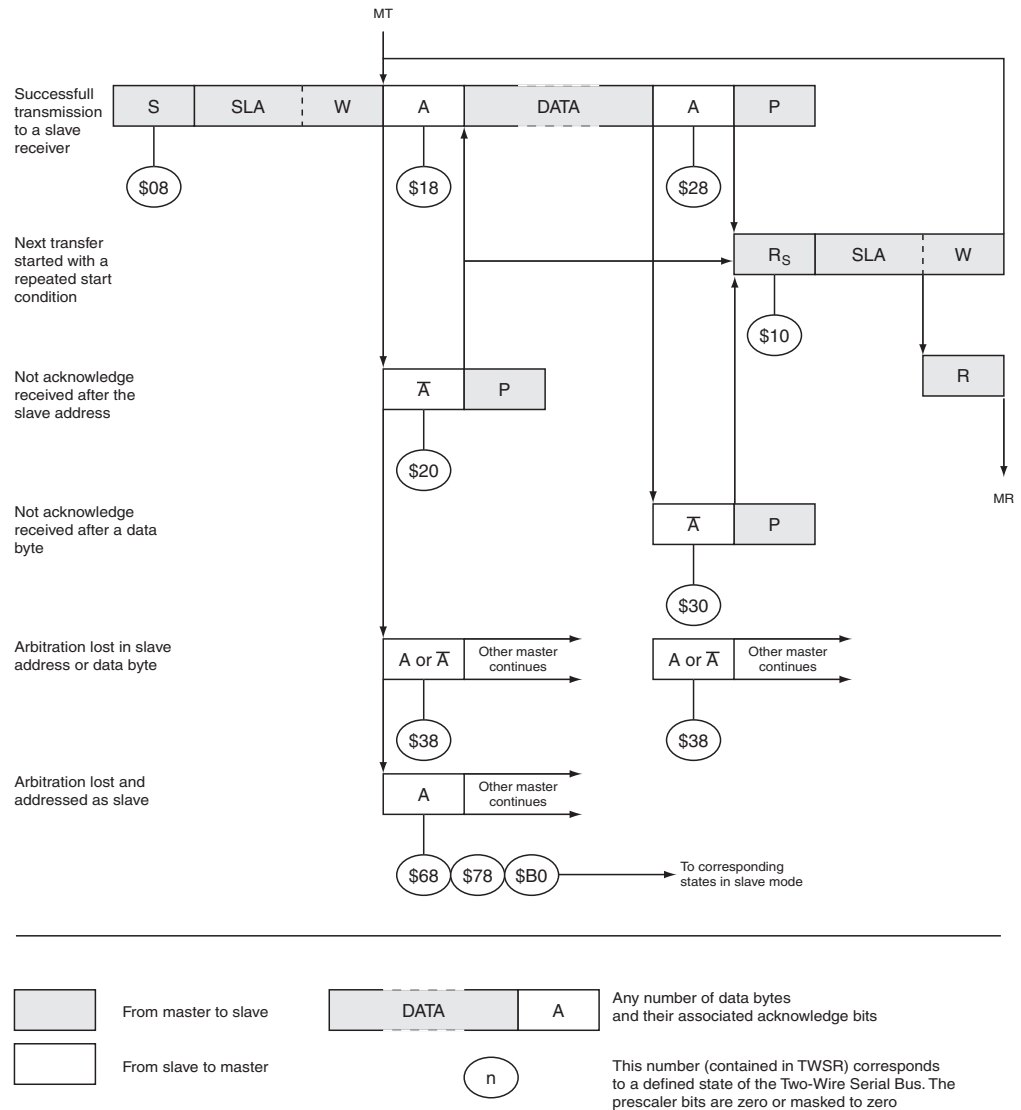 MT
Successfull
transmission
to a slave
receiver
S SLA W A DATA A P
$08 $18 $28
Next transfer
started with a
repeated start
condition
RS SLA W
$10
Not acknowledge
received after the
slave address
A̅ P
R
$20
MR
Not acknowledge
received after a data
byte
A̅ P
$30
Arbitration lost in slave
address or data byte
A or A̅ Other master
continues
A or A̅ Other master
continues
$38 $38
Arbitration lost and
addressed as slave
A Other master
continues
$68 $78 $B0
To corresponding
states in slave mode
From master to slave
DATA A
Any number of data bytes
and their associated acknowledge bits
From slave to master
n
This number (contained in TWSR) corresponds
to a defined state of the Two-Wire Serial Bus. The
prescaler bits are zero or masked to zero